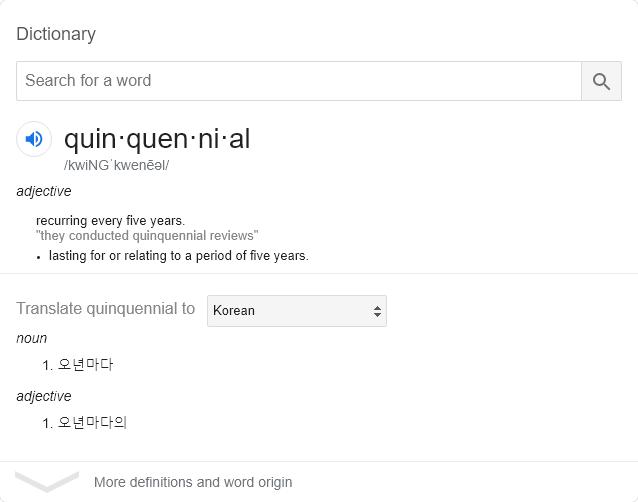 Dictionary
Search for a word
quin·quen·ni·al
/kwiNGˈkwenēəl/
adjective
recurring every five years.
"they conducted quinquennial reviews"
• lasting for or relating to a period of five years.
Translate quinquennial to Korean
noun
1. 오년마다
adjective
1. 오년마다의
More definitions and word origin